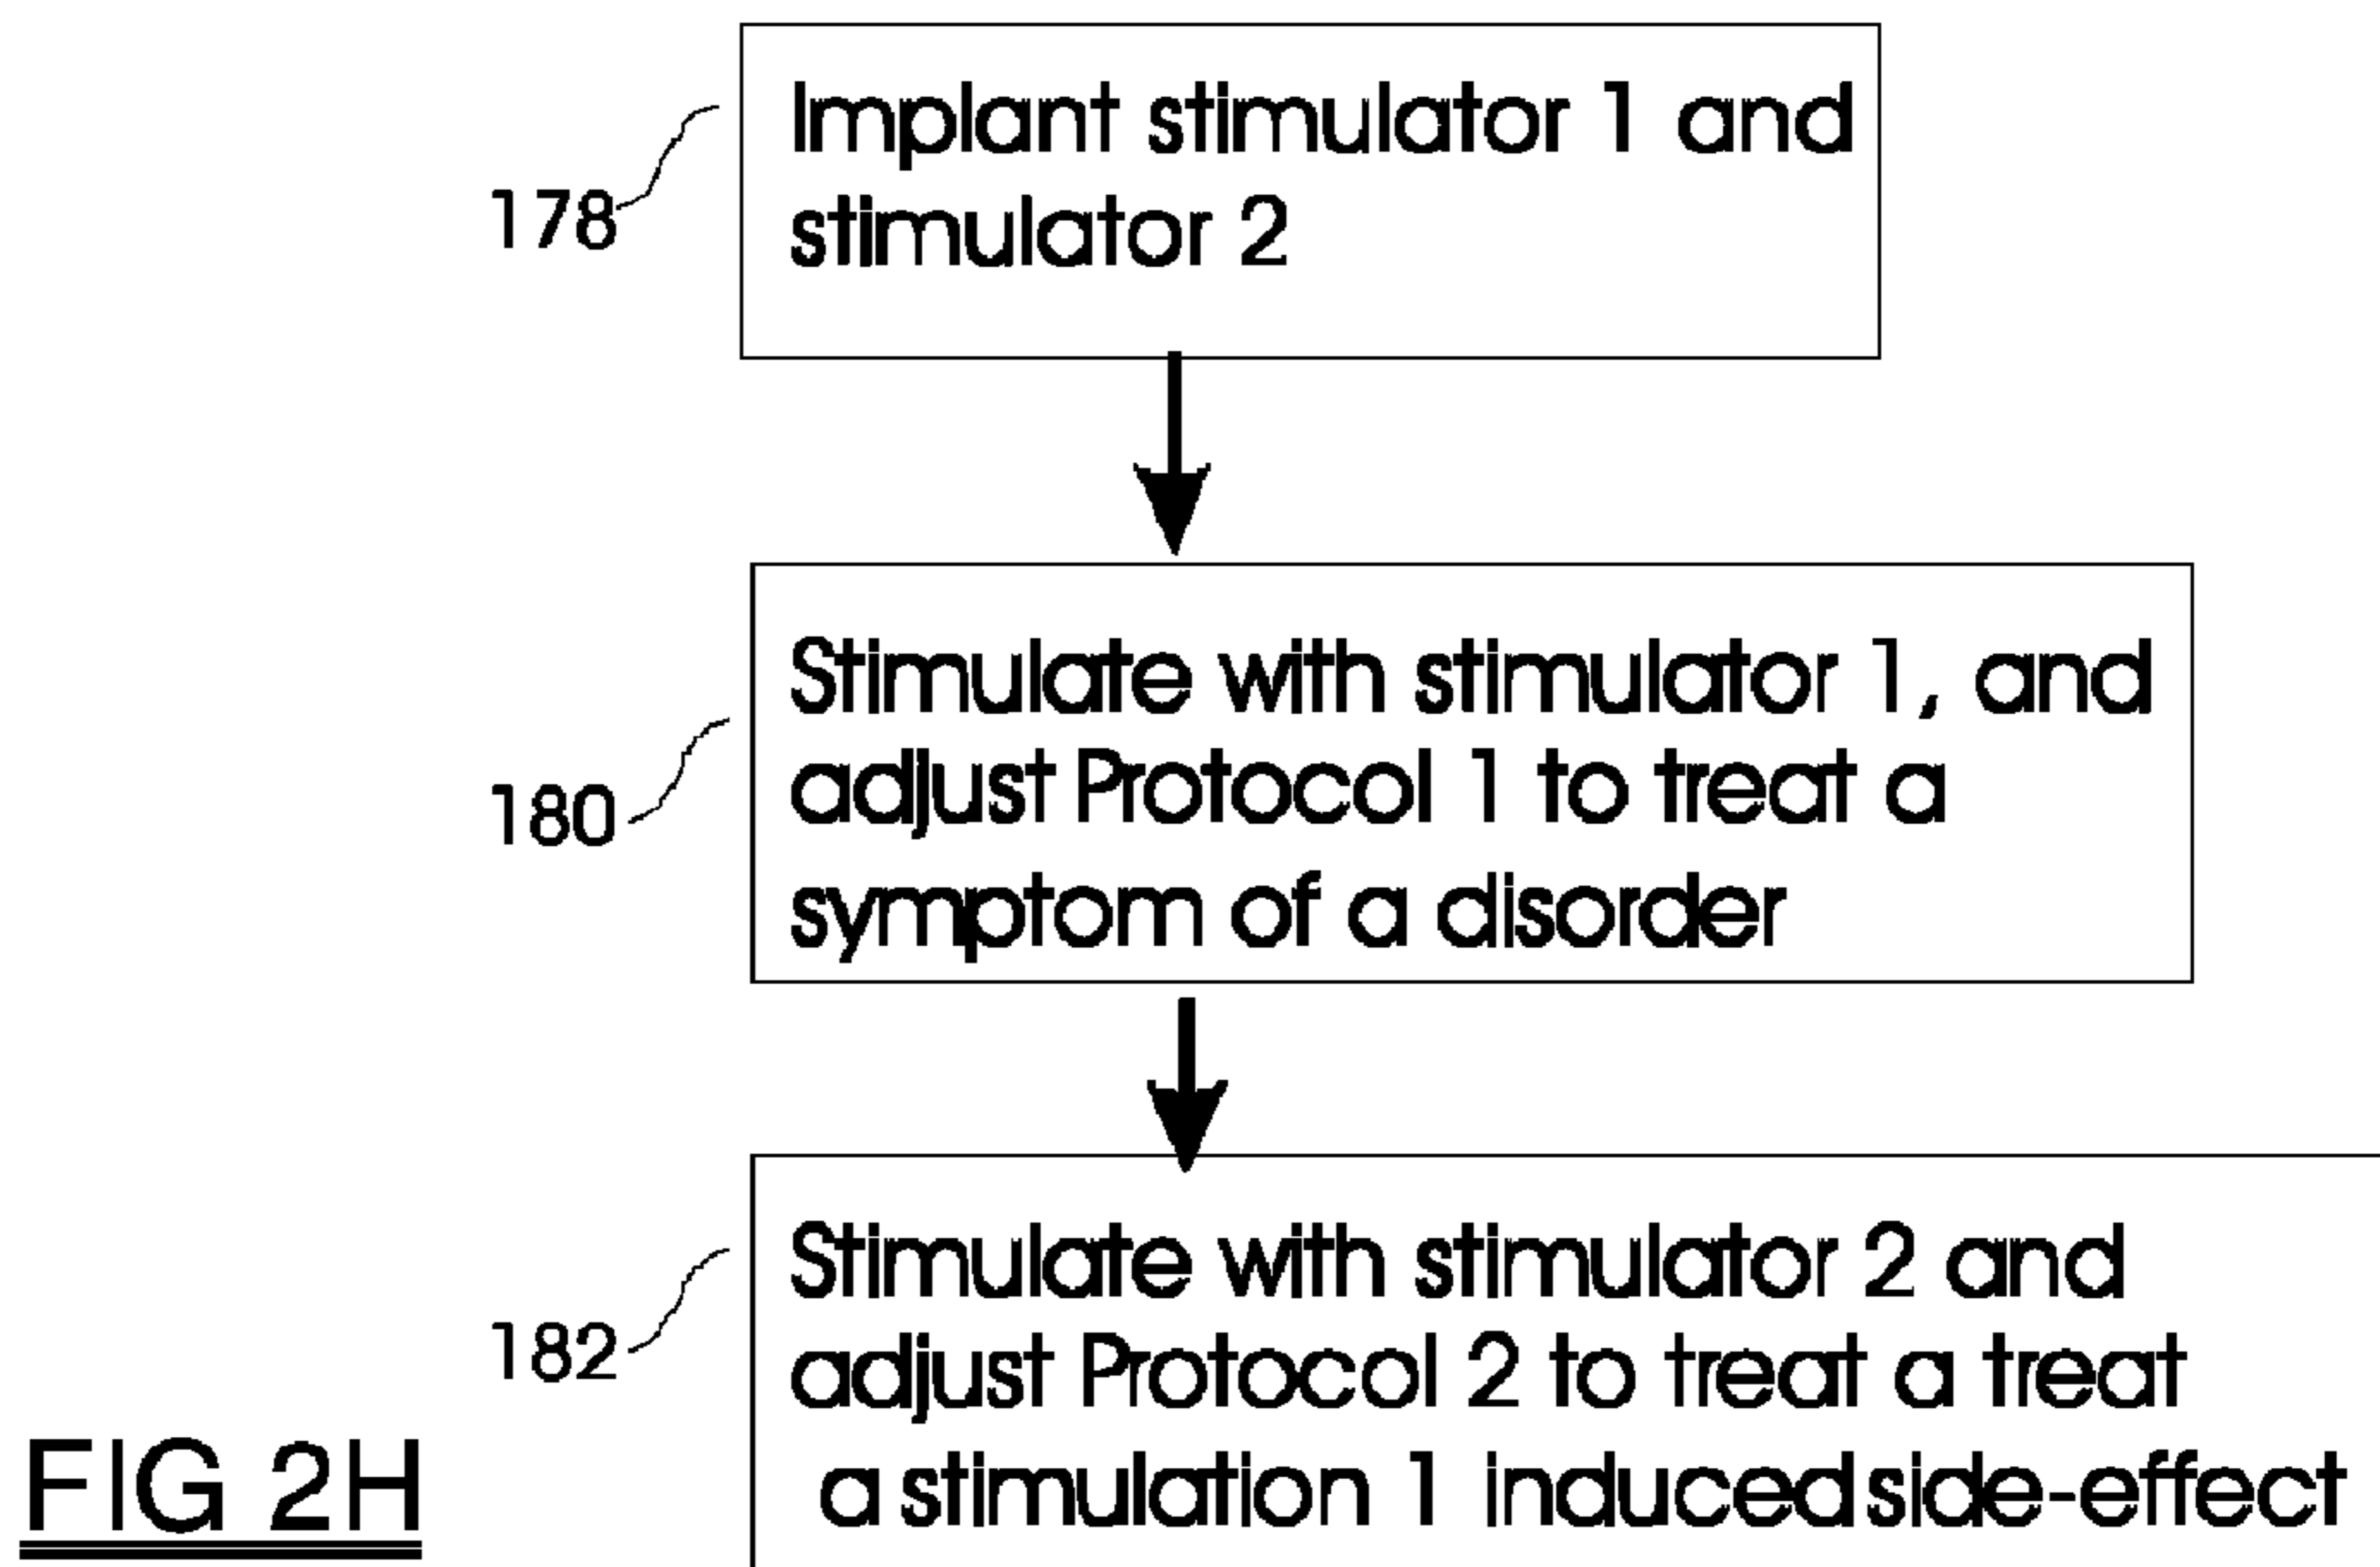 178
Implant stimulator 1 and
stimulator 2
180
Stimulate with stimulator 1, and
adjust Protocol 1 to treat a
symptom of a disorder
182
Stimulate with stimulator 2 and
adjust Protocol 2 to treat a treat
a stimulation 1 induced side-effect
FIG 2H